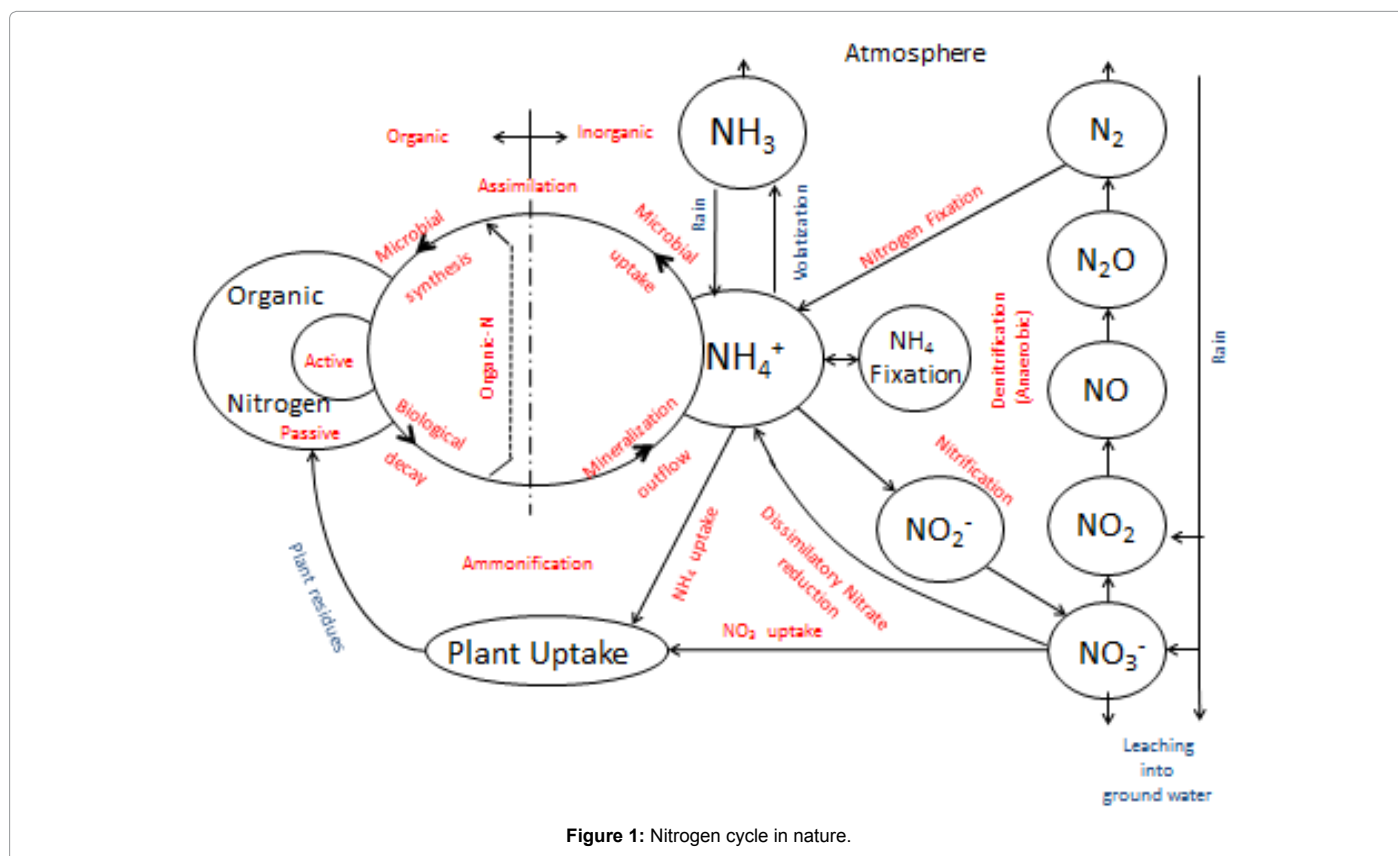 Atmosphere
NH₃
N₂
Organic
Inorganic
Assimilation
Microbial
synthesis
Microbial
uptake
Rain
Volatization
Nitrogen Fixation
N₂O
Organic
Active
Nitrogen
Passive
Organic-N
NH₄⁺
NH₄
Fixation
Denitrification
(Anaerobic)
NO
Rain
Biological
decay
Mineralization
outflow
Nitrification
NO₂⁻
NO₂
plant residues
Ammonification
NH₄ uptake
Dissimilatory Nitrate
reduction
NO₃ uptake
Plant Uptake
NO₃⁻
Leaching
into
ground water
Figure 1: Nitrogen cycle in nature.